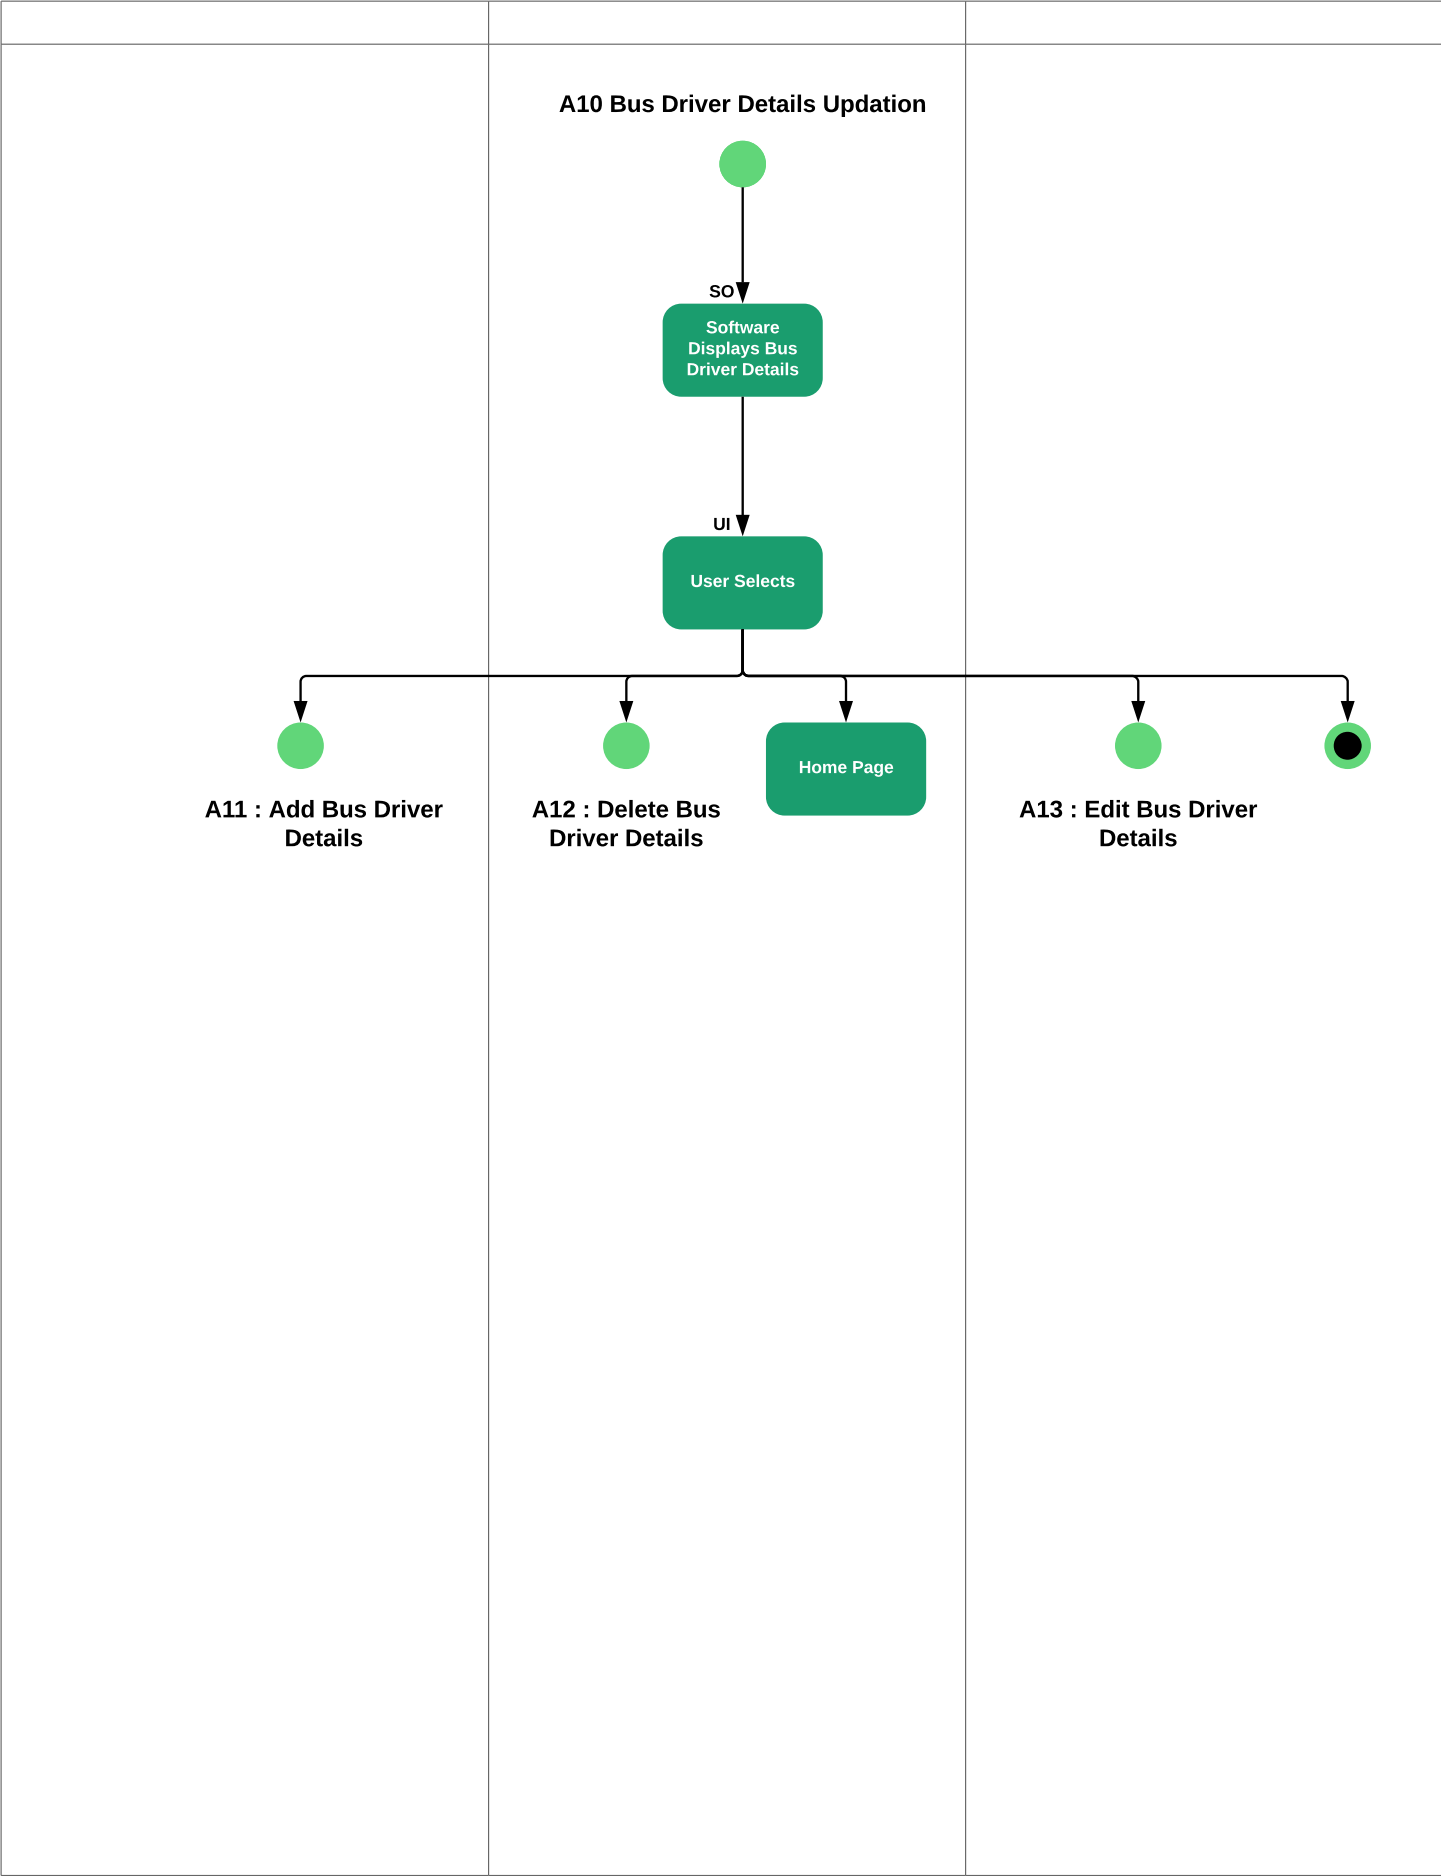 A10 Bus Driver Details Updation
SO
Software
Displays Bus
Driver Details
UI
User Selects
Home Page
A11 : Add Bus Driver
Details
A12 : Delete Bus
Driver Details
A13 : Edit Bus Driver
Details